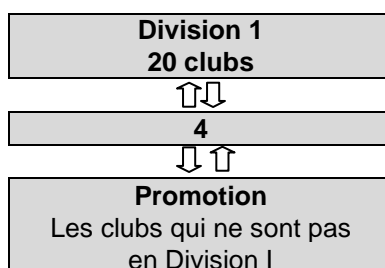 Division 1
20 clubs
4
Promotion
Les clubs qui ne sont pas
en Division I